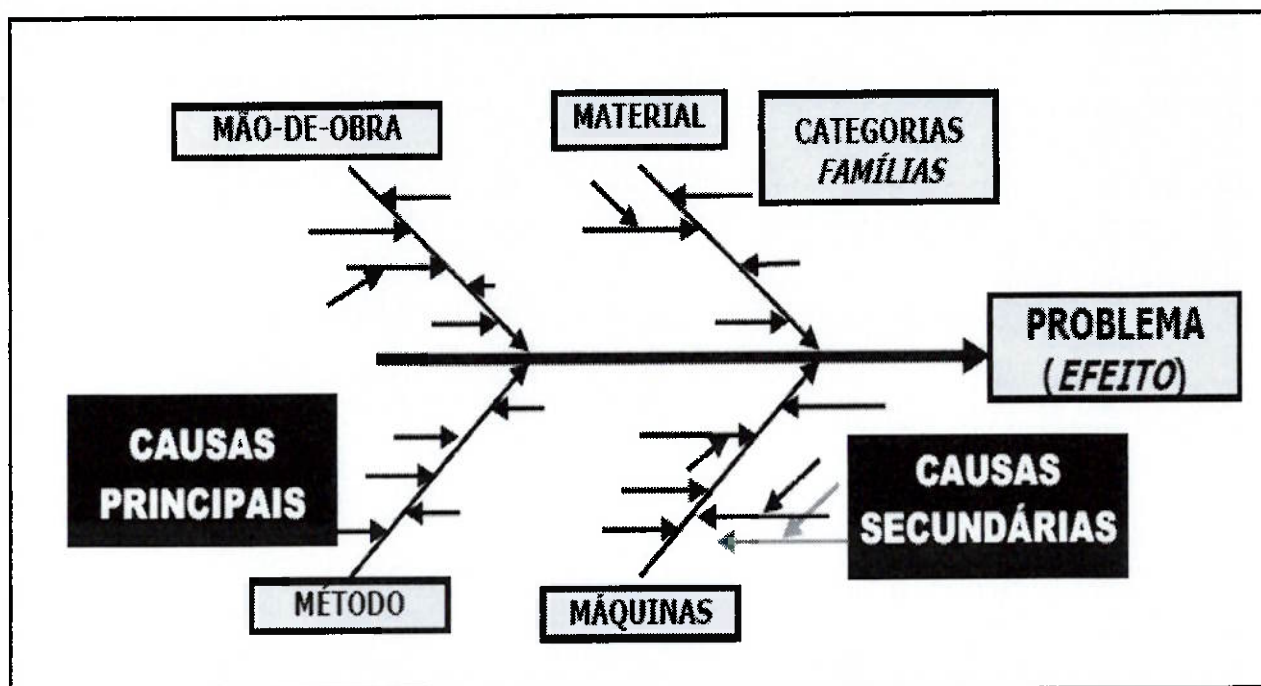 MÃO-DE-OBRA
MATERIAL
CATEGORIAS
FAMÍLIAS
PROBLEMA
(EFEITO)
CAUSAS
PRINCIPAIS
CAUSAS
SECUNDÁRIAS
MÉTODO
MÁQUINAS